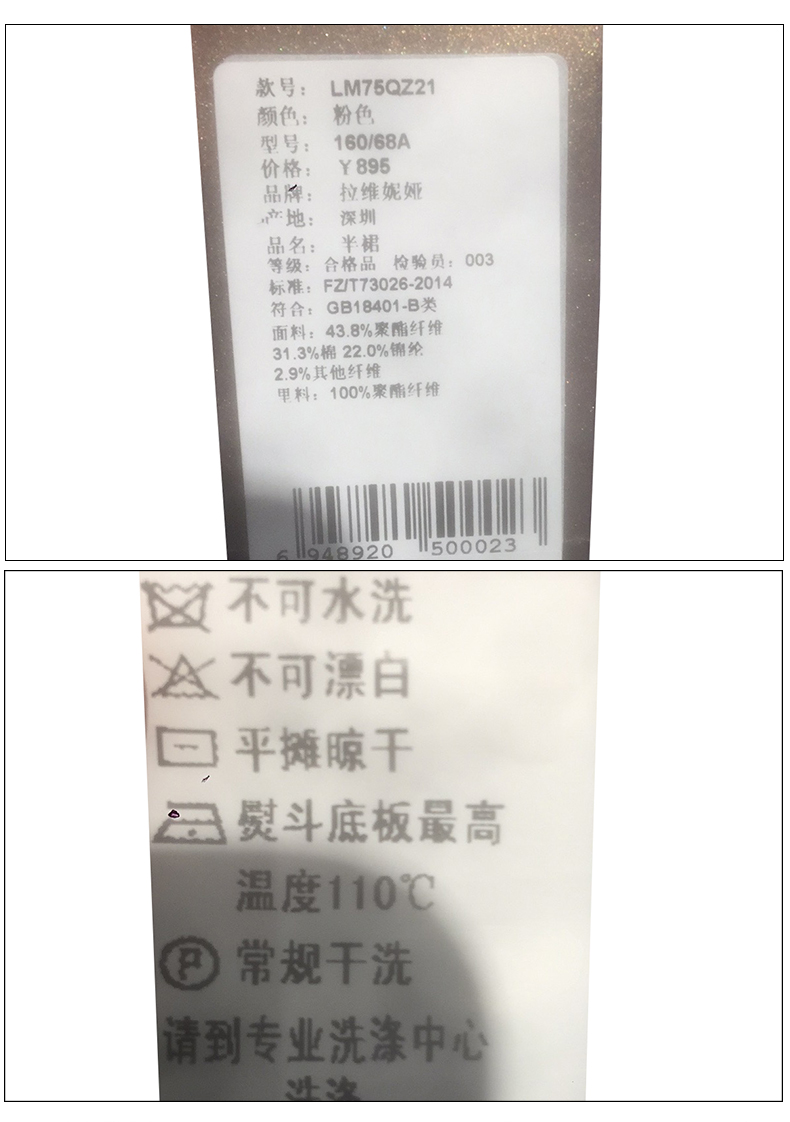 款号： LM75QZ21
颜色： 粉色
型号： 160/68A
价格： ￥895
品牌： 拉维妮娅
产地： 深圳
品名： 半裙
等级： 合格品 检验员： 003
标准： FZ/T73026-2014
符合： GB18401-B类
面料： 43.8%聚酯纤维
31.3%棉 22.0%锦纶
2.9%其他纤维
里料： 100%聚酯纤维
6 948920 500023
不可水洗
不可漂白
平摊晾干
熨斗底板最高
温度110℃
P 常规干洗
请到专业洗涤中心
洗涤